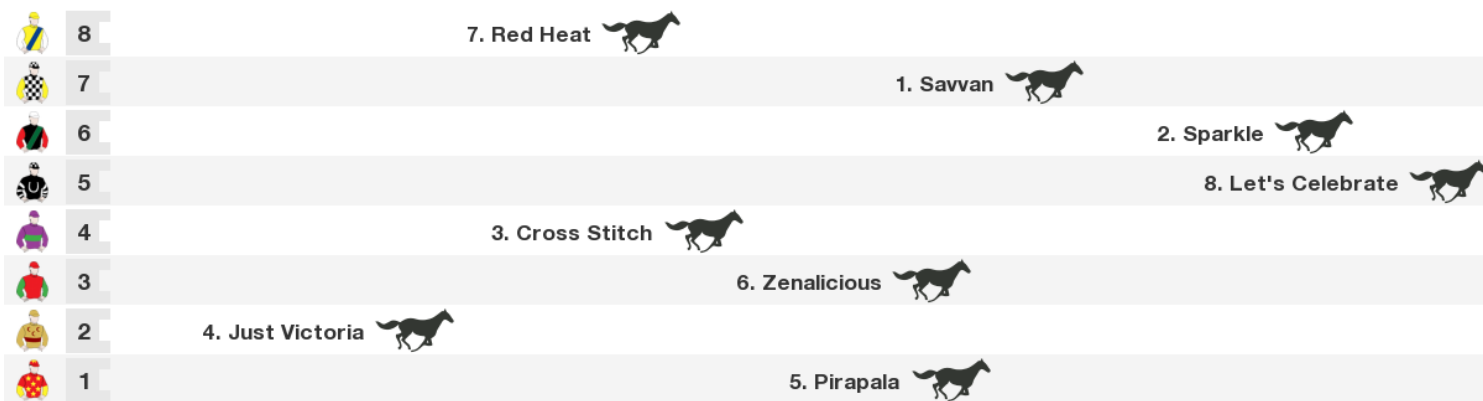 8 7. Red Heat
7 1. Savvan
6 2. Sparkle
5 8. Let's Celebrate
4 3. Cross Stitch
3 6. Zenalicious
2 4. Just Victoria
1 5. Pirapala